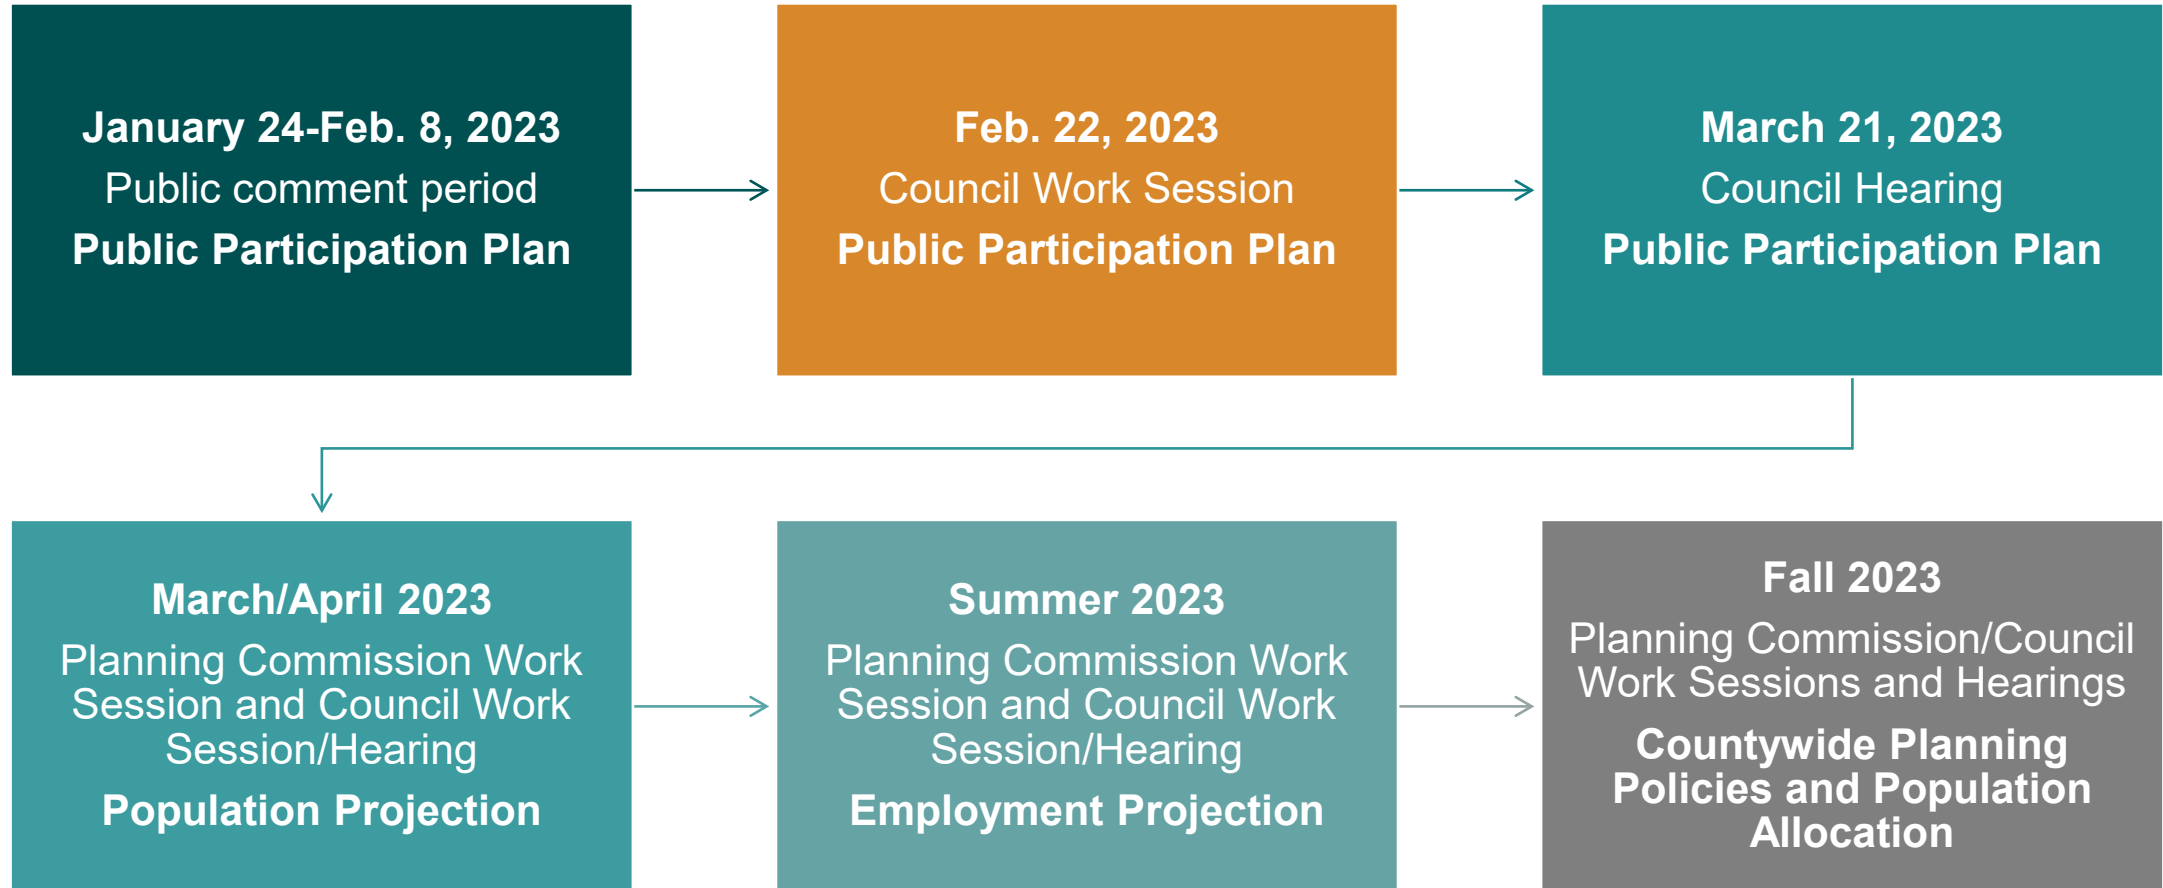 January 24-Feb. 8, 2023
Public comment period
Public Participation Plan
Feb. 22, 2023
Council Work Session
Public Participation Plan
March 21, 2023
Council Hearing
Public Participation Plan
March/April 2023
Planning Commission Work
Session and Council Work
Session/Hearing
Population Projection
Summer 2023
Planning Commission Work
Session and Council Work
Session/Hearing
Employment Projection
Fall 2023
Planning Commission/Council
Work Sessions and Hearings
Countywide Planning
Policies and Population
Allocation